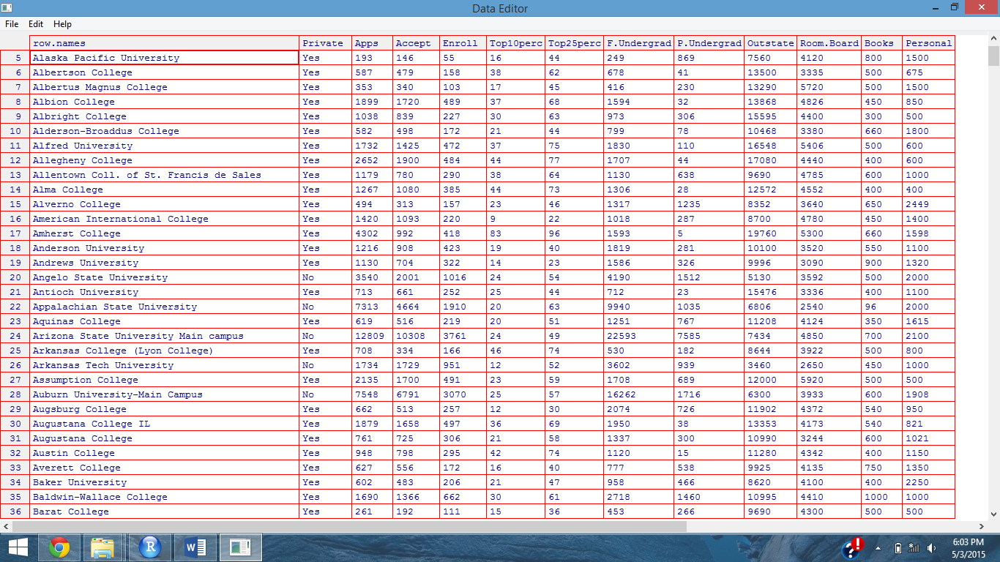 Data Editor
File Edit Help
row.names Private Apps Accept Enroll Top10perc Top25perc F.Undergrad P.Undergrad Outstate Room.Board Books Personal
5 Alaska Pacific University Yes 193 146 55 16 44 249 869 7560 4120 800 1500
6 Albertson College Yes 587 479 158 38 62 678 41 13500 3335 500 675
7 Albertus Magnus College Yes 353 340 103 17 45 416 230 13290 5720 500 1500
8 Albion College Yes 1899 1720 489 37 68 1594 32 13868 4826 450 850
9 Albright College Yes 1038 839 227 30 63 973 306 15595 4400 300 500
10 Alderson-Broaddus College Yes 582 498 172 21 44 799 78 10468 3380 660 1800
11 Alfred University Yes 1732 1425 472 37 75 1830 110 16548 5406 500 600
12 Allegheny College Yes 2652 1900 484 44 77 1707 44 17080 4440 400 600
13 Allentown Coll. of St. Francis de Sales Yes 1179 780 290 38 64 1130 638 9690 4785 600 1000
14 Alma College Yes 1267 1080 385 44 73 1306 28 12572 4552 400 400
15 Alverno College Yes 494 313 157 23 46 1317 1235 8352 3640 650 2449
16 American International College Yes 1420 1093 220 9 22 1018 287 8700 4780 450 1400
17 Amherst College Yes 4302 992 418 83 96 1593 5 19760 5300 660 1598
18 Anderson University Yes 1216 908 423 19 40 1819 281 10100 3520 550 1100
19 Andrews University Yes 1130 704 322 14 23 1586 326 9996 3090 900 1320
20 Angelo State University No 3540 2001 1016 24 54 4190 1512 5130 3592 500 2000
21 Antioch University Yes 713 661 252 25 44 712 23 15476 3336 400 1100
22 Appalachian State University No 7313 4664 1910 20 63 9940 1035 6806 2540 96 2000
23 Aquinas College Yes 619 516 219 20 51 1251 767 11208 4124 350 1615
24 Arizona State University Main campus No 12809 10308 3761 24 49 22593 7585 7434 4850 700 2100
25 Arkansas College (Lyon College) Yes 708 334 166 46 74 530 182 8644 3922 500 800
26 Arkansas Tech University No 1734 1729 951 12 52 3602 939 3460 2650 450 1000
27 Assumption College Yes 2135 1700 491 23 59 1708 689 12000 5920 500 500
28 Auburn University-Main Campus No 7548 6791 3070 25 57 16262 1716 6300 3933 600 1908
29 Augsburg College Yes 662 513 257 12 30 2074 726 11902 4372 540 950
30 Augustana College IL Yes 1879 1658 497 36 69 1950 38 13353 4173 540 821
31 Augustana College Yes 761 725 306 21 58 1337 300 10990 3244 600 1021
32 Austin College Yes 948 798 295 42 74 1120 15 11280 4342 400 1150
33 Averett College Yes 627 556 172 16 40 777 538 9925 4135 750 1350
34 Baker University Yes 602 483 206 21 47 958 466 8620 4100 400 2250
35 Baldwin-Wallace College Yes 1690 1366 662 30 61 2718 1460 10995 4410 1000 1000
36 Barat College Yes 261 192 111 15 36 453 266 9690 4300 500 500
6:03 PM
5/3/2015